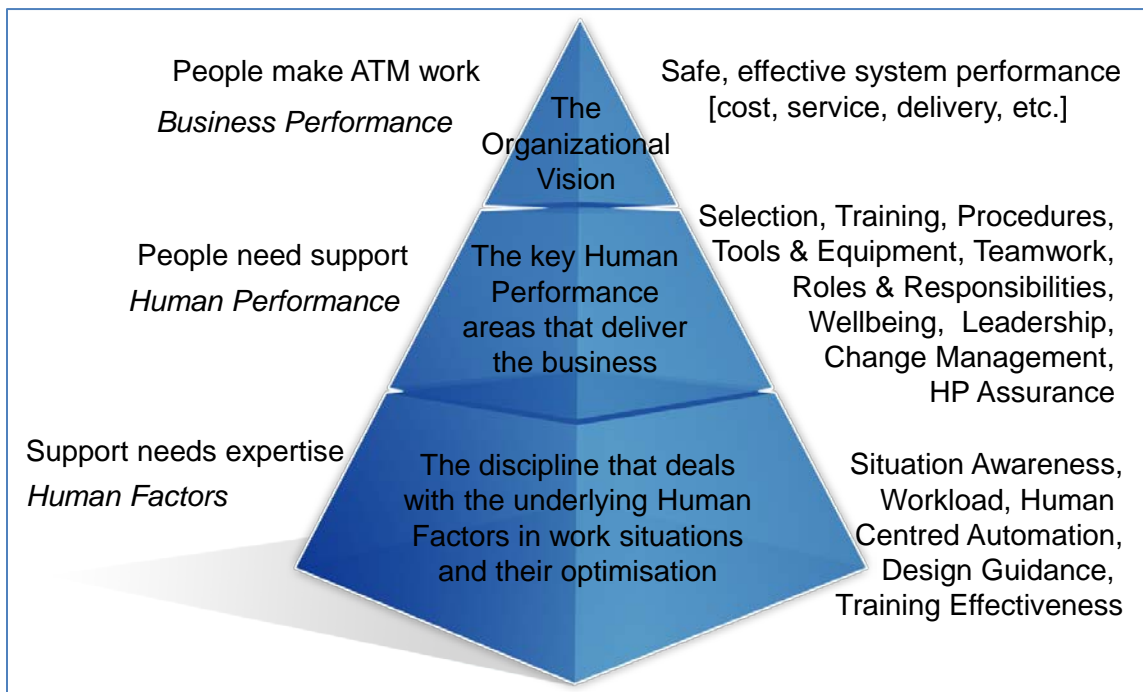 People make ATM work
Business Performance
The
Organizational
Vision
Safe, effective system performance
[cost, service, delivery, etc.]
People need support
Human Performance
The key Human
Performance
areas that deliver
the business
Selection, Training, Procedures,
Tools & Equipment, Teamwork,
Roles & Responsibilities,
Wellbeing, Leadership,
Change Management,
HP Assurance
Support needs expertise
Human Factors
The discipline that deals
with the underlying Human
Factors in work situations
and their optimisation
Situation Awareness,
Workload, Human
Centred Automation,
Design Guidance,
Training Effectiveness